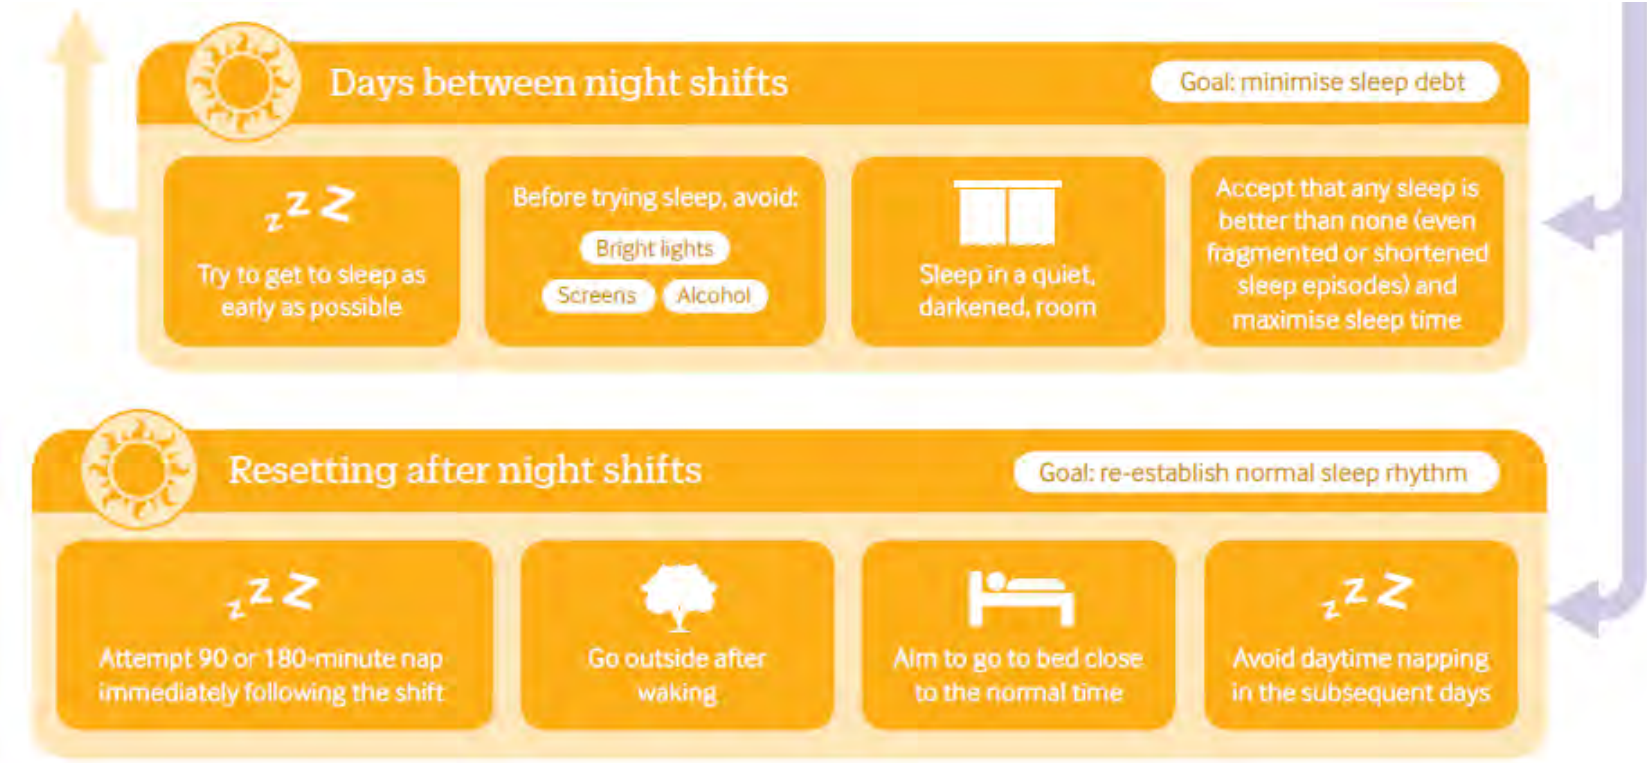 Days between night shifts
Goal: minimise sleep debt
z z Z
Try to get to sleep as
early as possible
Before trying sleep, avoid:
Bright lights
Screens
Alcohol
Sleep in a quiet,
darkened, room
Accept that any sleep is
better than none (even
fragmented or shortened
sleep episodes) and
maximise sleep time
Resetting after night shifts
Goal: re-establish normal sleep rhythm
z z Z
Attempt 90 or 180-minute nap
immediately following the shift
Go outside after
waking
Aim to go to bed close
to the normal time
z z Z
Avoid daytime napping
in the subsequent days